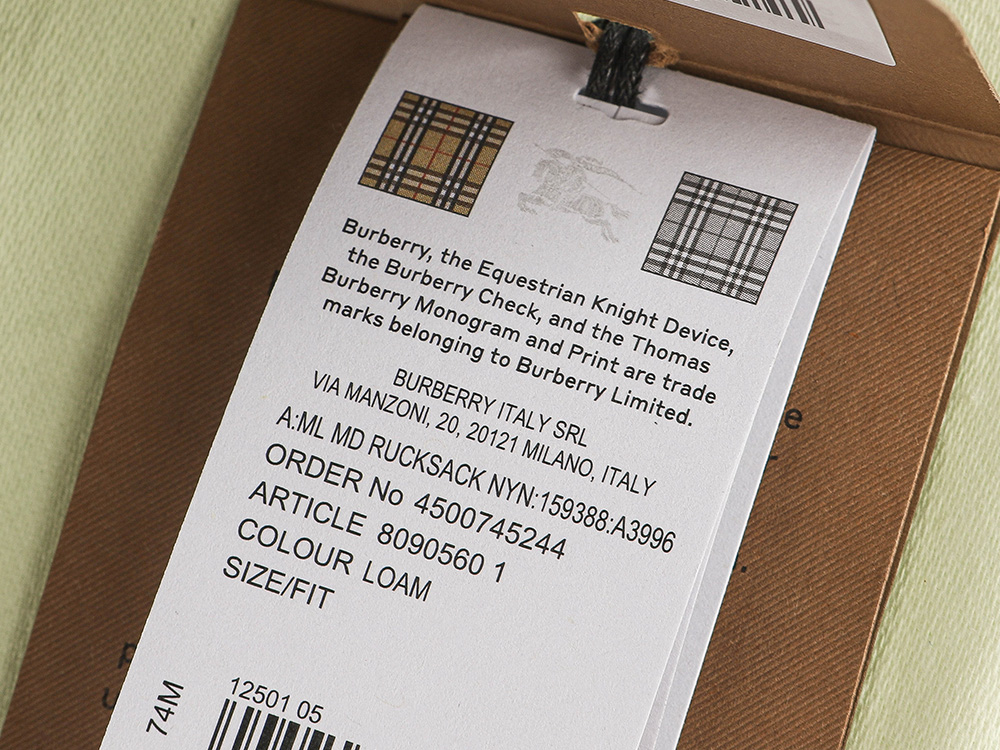 Burberry, the Equestrian Knight Device,
the Burberry Check, and the Thomas
Burberry Monogram and Print are trade
marks belonging to Burberry Limited.
BURBERRY ITALY SRL
VIA MANZONI, 20, 20121 MILANO, ITALY
A:ML MD RUCKSACK NYN:159388:A3996
ORDER No 4500745244
ARTICLE 8090560 1
COLOUR LOAM
SIZE/FIT
74M
12501 05